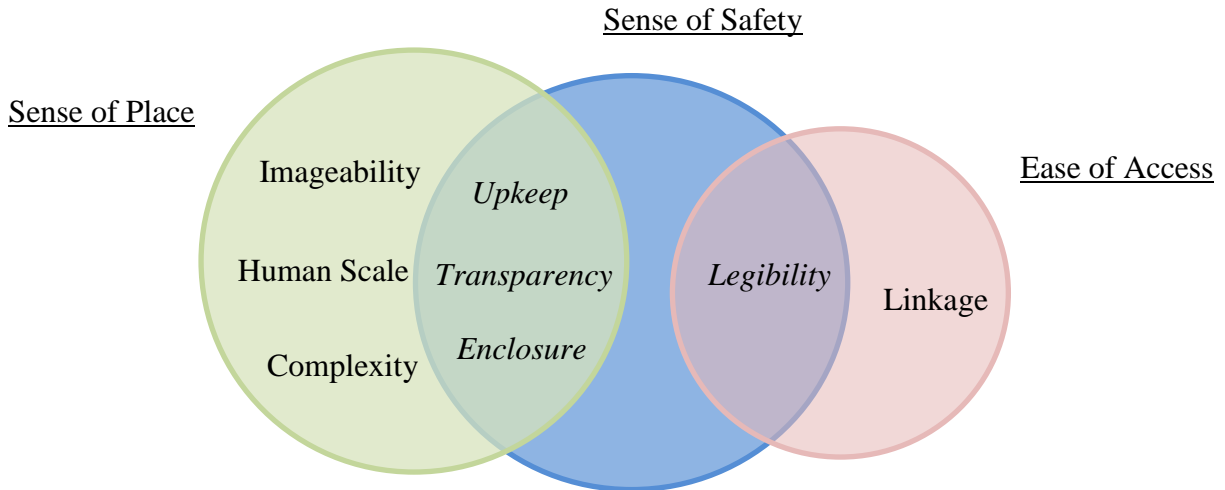 Sense of Safety
Sense of Place
Imageability
Upkeep
Ease of Access
Human Scale
Transparency
Legibility
Linkage
Enclosure
Complexity